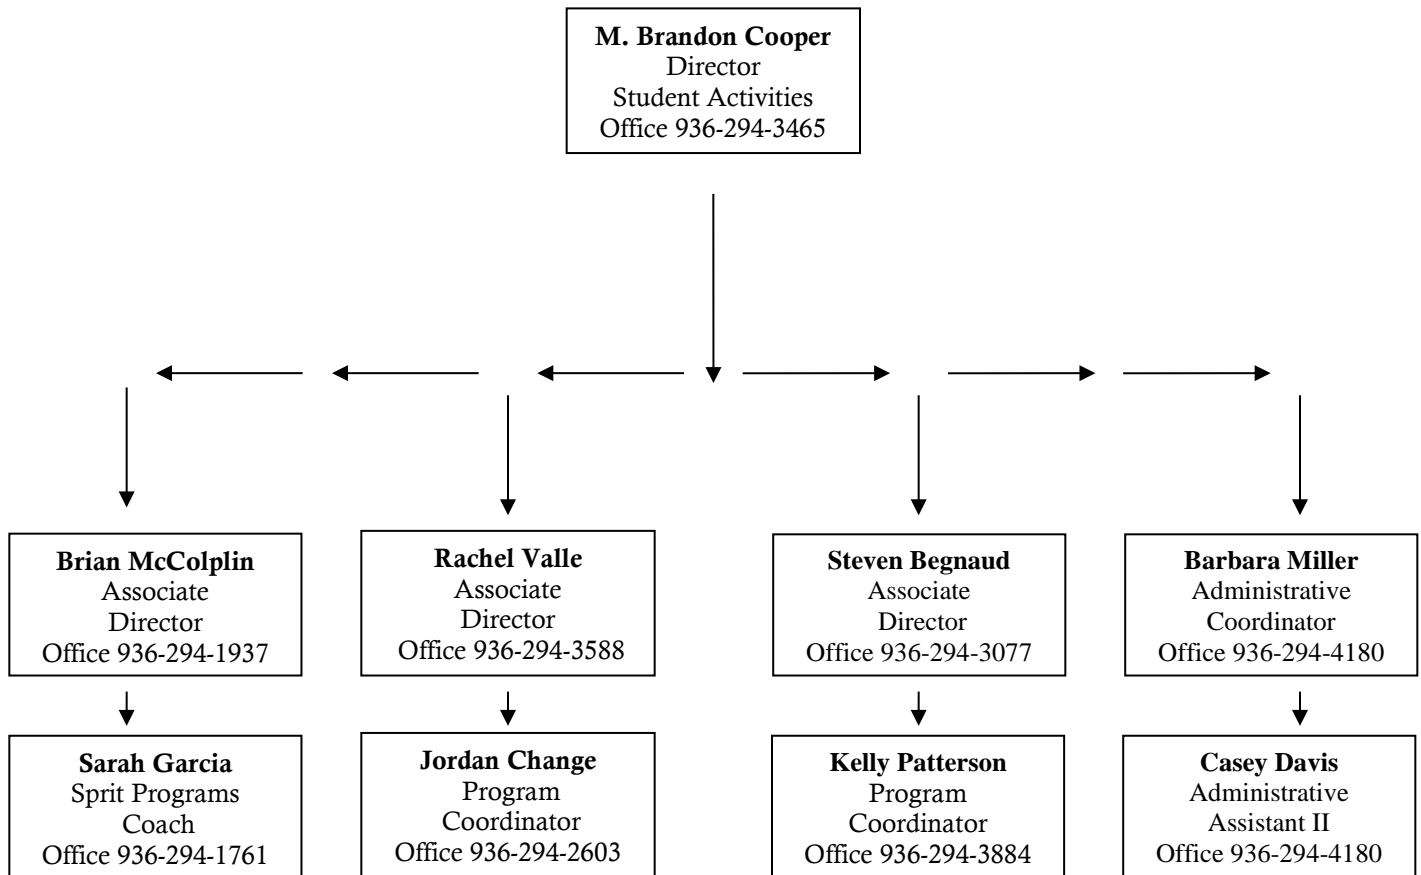 M. Brandon Cooper
Director
Student Activities
Office 936-294-3465
Brian McColplin
Associate
Director
Office 936-294-1937
Rachel Valle
Associate
Director
Office 936-294-3588
Steven Begnaud
Associate
Director
Office 936-294-3077
Barbara Miller
Administrative
Coordinator
Office 936-294-4180
Sarah Garcia
Sprit Programs
Coach
Office 936-294-1761
Jordan Change
Program
Coordinator
Office 936-294-2603
Kelly Patterson
Program
Coordinator
Office 936-294-3884
Casey Davis
Administrative
Assistant II
Office 936-294-4180